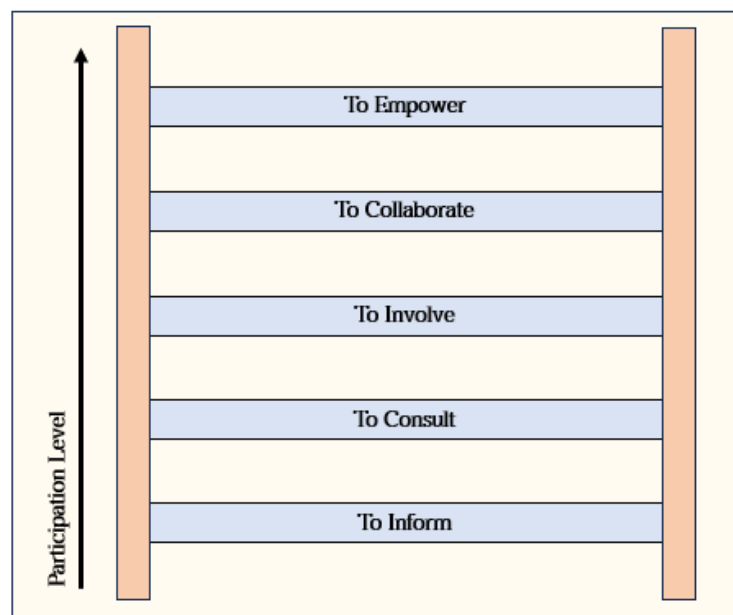 To Empower
To Collaborate
To Involve
To Consult
To Inform
Participation Level